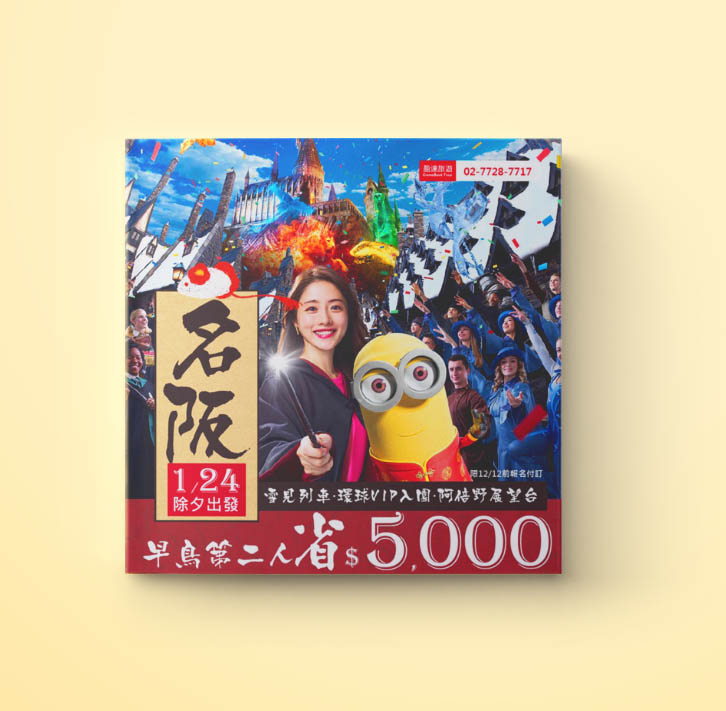 風速旅遊
02-7728-7717
名阪
1/24
除夕出發
限12/12前報名付訂
雪見列車·環球VIP入園·阿倍野展望台
早鳥第二人省$5,000